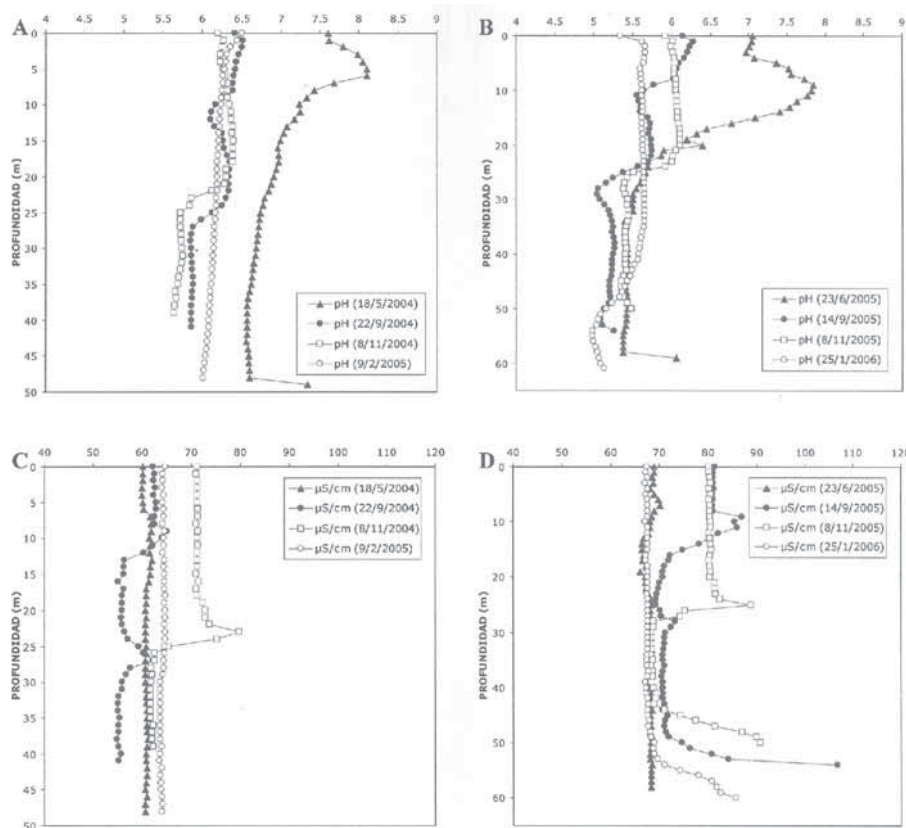 A
4 4.5 5 5.5 6 6.5 7 7.5 8 8.5 9
0
5
10
15
20
25
30
35
40
45
50
PROFUNDIDAD (m)
pH (18/5/2004)
pH (22/9/2004)
pH (8/11/2004)
pH (9/2/2005)
B
4 4.5 5 5.5 6 6.5 7 7.5 8 8.5 9
0
10
20
30
40
50
60
PROFUNDIDAD (m)
pH (23/6/2005)
pH (14/9/2005)
pH (8/11/2005)
pH (25/1/2006)
C
40 50 60 70 80 90 100 110 120
0
5
10
15
20
25
30
35
40
45
50
PROFUNDIDAD (m)
µS/cm (18/5/2004)
µS/cm (22/9/2004)
µS/cm (8/11/2004)
µS/cm (9/2/2005)
D
40 50 60 70 80 90 100 110 120
0
10
20
30
40
50
60
PROFUNDIDAD (m)
µS/cm (23/6/2005)
µS/cm (14/9/2005)
µS/cm (8/11/2005)
µS/cm (25/1/2006)